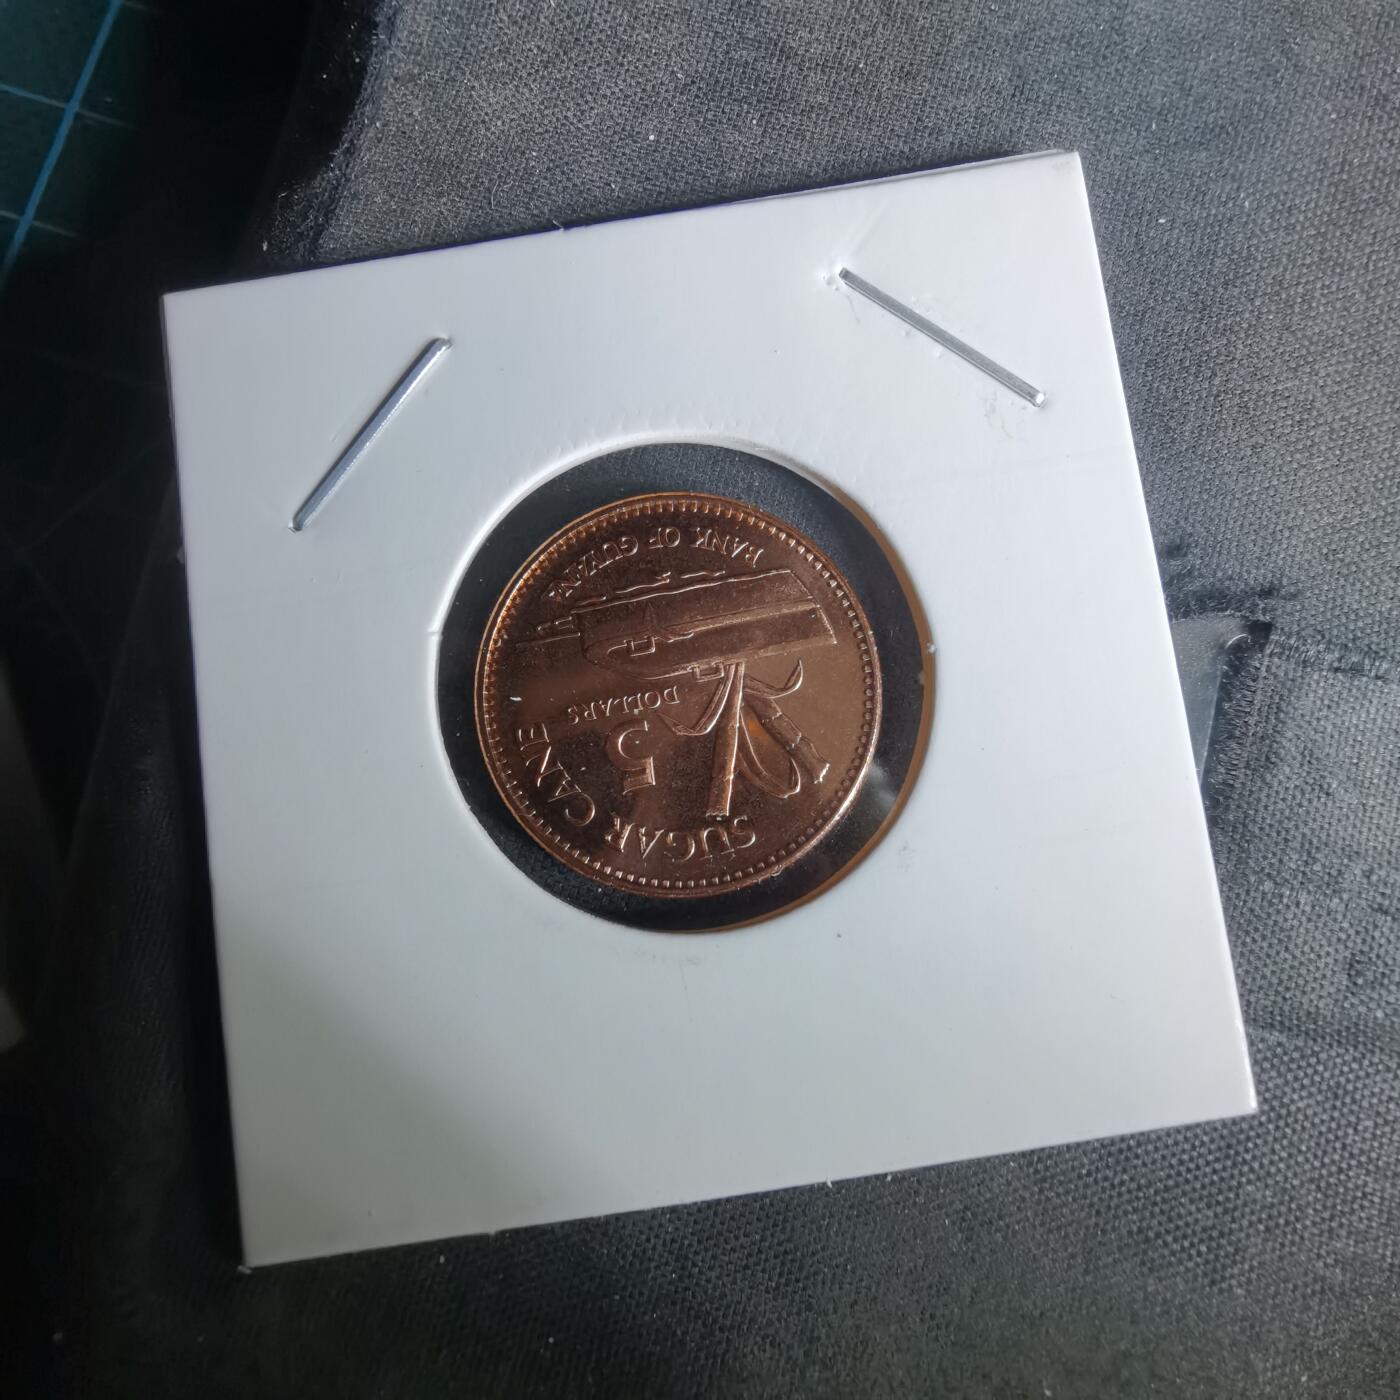 SUGAR CANE
5
DOLLARS
BANK OF GUYANA